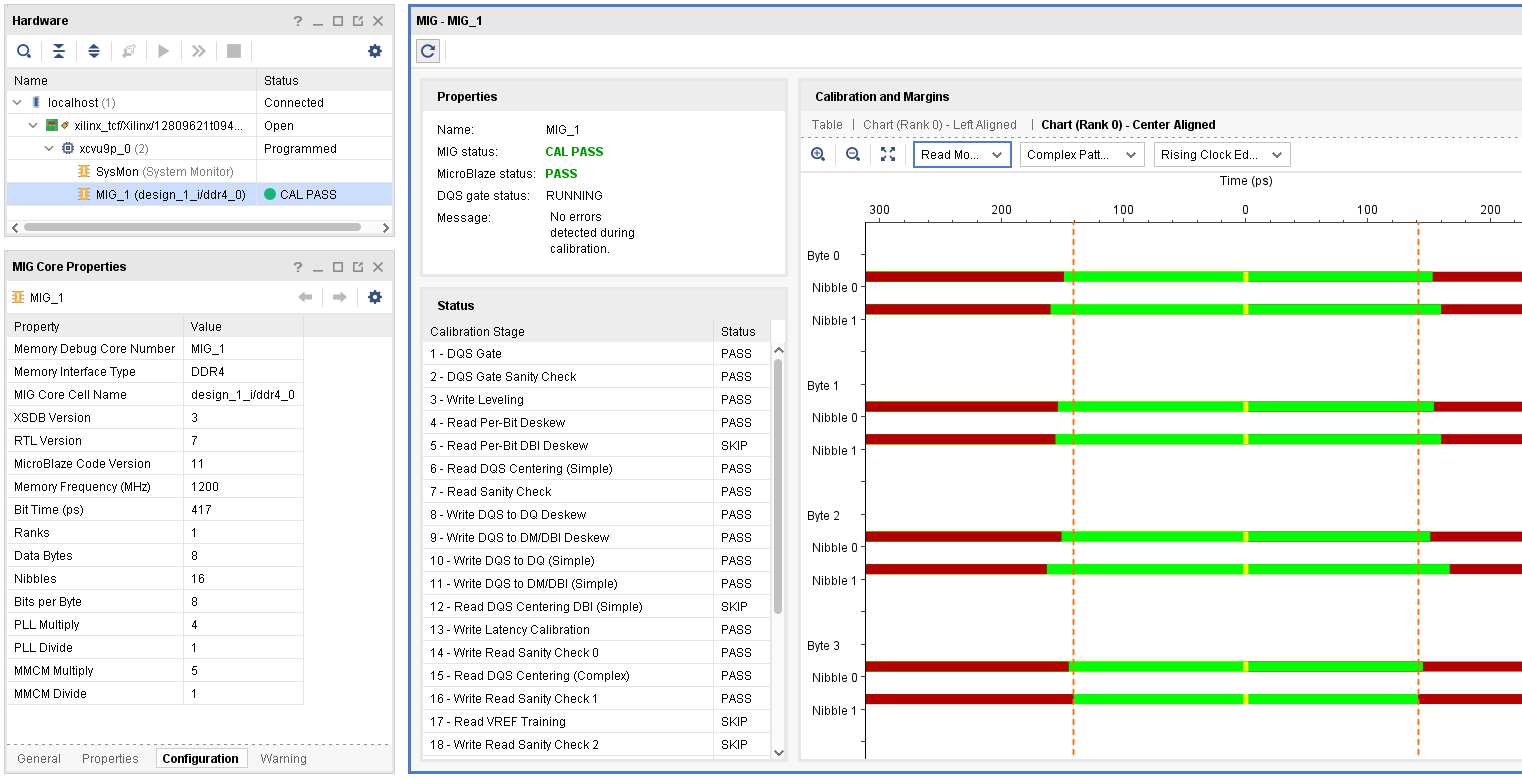 Hardware
?
Name Status
localhost (1) Connected
xilinx_tcf/Xilinx/12809621t094... Open
xcvu9p_0 (2) Programmed
SysMon (System Monitor)
MIG_1 (design_1_i/ddr4_0) CAL PASS
MIG Core Properties
?
MIG_1
Property Value
Memory Debug Core Number MIG_1
Memory Interface Type DDR4
MIG Core Cell Name design_1_i/ddr4_0
XSDB Version 3
RTL Version 7
MicroBlaze Code Version 11
Memory Frequency (MHz) 1200
Bit Time (ps) 417
Ranks 1
Data Bytes 8
Nibbles 16
Bits per Byte 8
PLL Multiply 4
PLL Divide 1
MMCM Multiply 5
MMCM Divide 1
General Properties Configuration Warning
MIG - MIG_1
Properties
Name: MIG_1
MIG status: CAL PASS
MicroBlaze status: PASS
DQS gate status: RUNNING
Message: No errors
detected during
calibration.
Status
Calibration Stage Status
1 - DQS Gate PASS
2 - DQS Gate Sanity Check PASS
3 - Write Leveling PASS
4 - Read Per-Bit Deskew PASS
5 - Read Per-Bit DBI Deskew SKIP
6 - Read DQS Centering (Simple) PASS
7 - Read Sanity Check PASS
8 - Write DQS to DQ Deskew PASS
9 - Write DQS to DM/DBI Deskew PASS
10 - Write DQS to DQ (Simple) PASS
11 - Write DQS to DM/DBI (Simple) PASS
12 - Read DQS Centering DBI (Simple) SKIP
13 - Write Latency Calibration PASS
14 - Write Read Sanity Check 0 PASS
15 - Read DQS Centering (Complex) PASS
16 - Write Read Sanity Check 1 PASS
17 - Read VREF Training SKIP
18 - Write Read Sanity Check 2 SKIP
Calibration and Margins
Table | Chart (Rank 0) - Left Aligned | Chart (Rank 0) - Center Aligned
Read Mo... Complex Patt... Rising Clock Ed...
Time (ps)
300 200 100 0 100 200
Byte 0
Nibble 0
Nibble 1
Byte 1
Nibble 0
Nibble 1
Byte 2
Nibble 0
Nibble 1
Byte 3
Nibble 0
Nibble 1